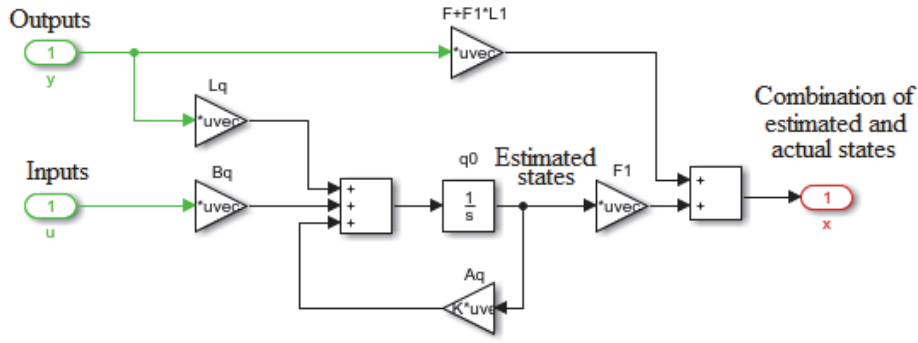 Outputs
F+F1*L1
1
y
*uvec
Lq
*uvec
Combination of
estimated and
actual states
Inputs
Bq
q0
Estimated
states
F1
1
u
*uvec
+
+
+
1
s
*uvec
+
+
1
x
Aq
K*uve